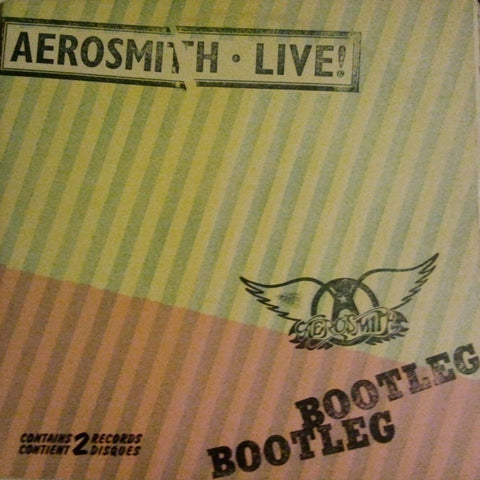 AEROSMITH · LIVE!
AEROSMITH
BOOTLEG
BOOTLEG
CONTAINS 2 RECORDS
CONTIENT 2 DISQUES